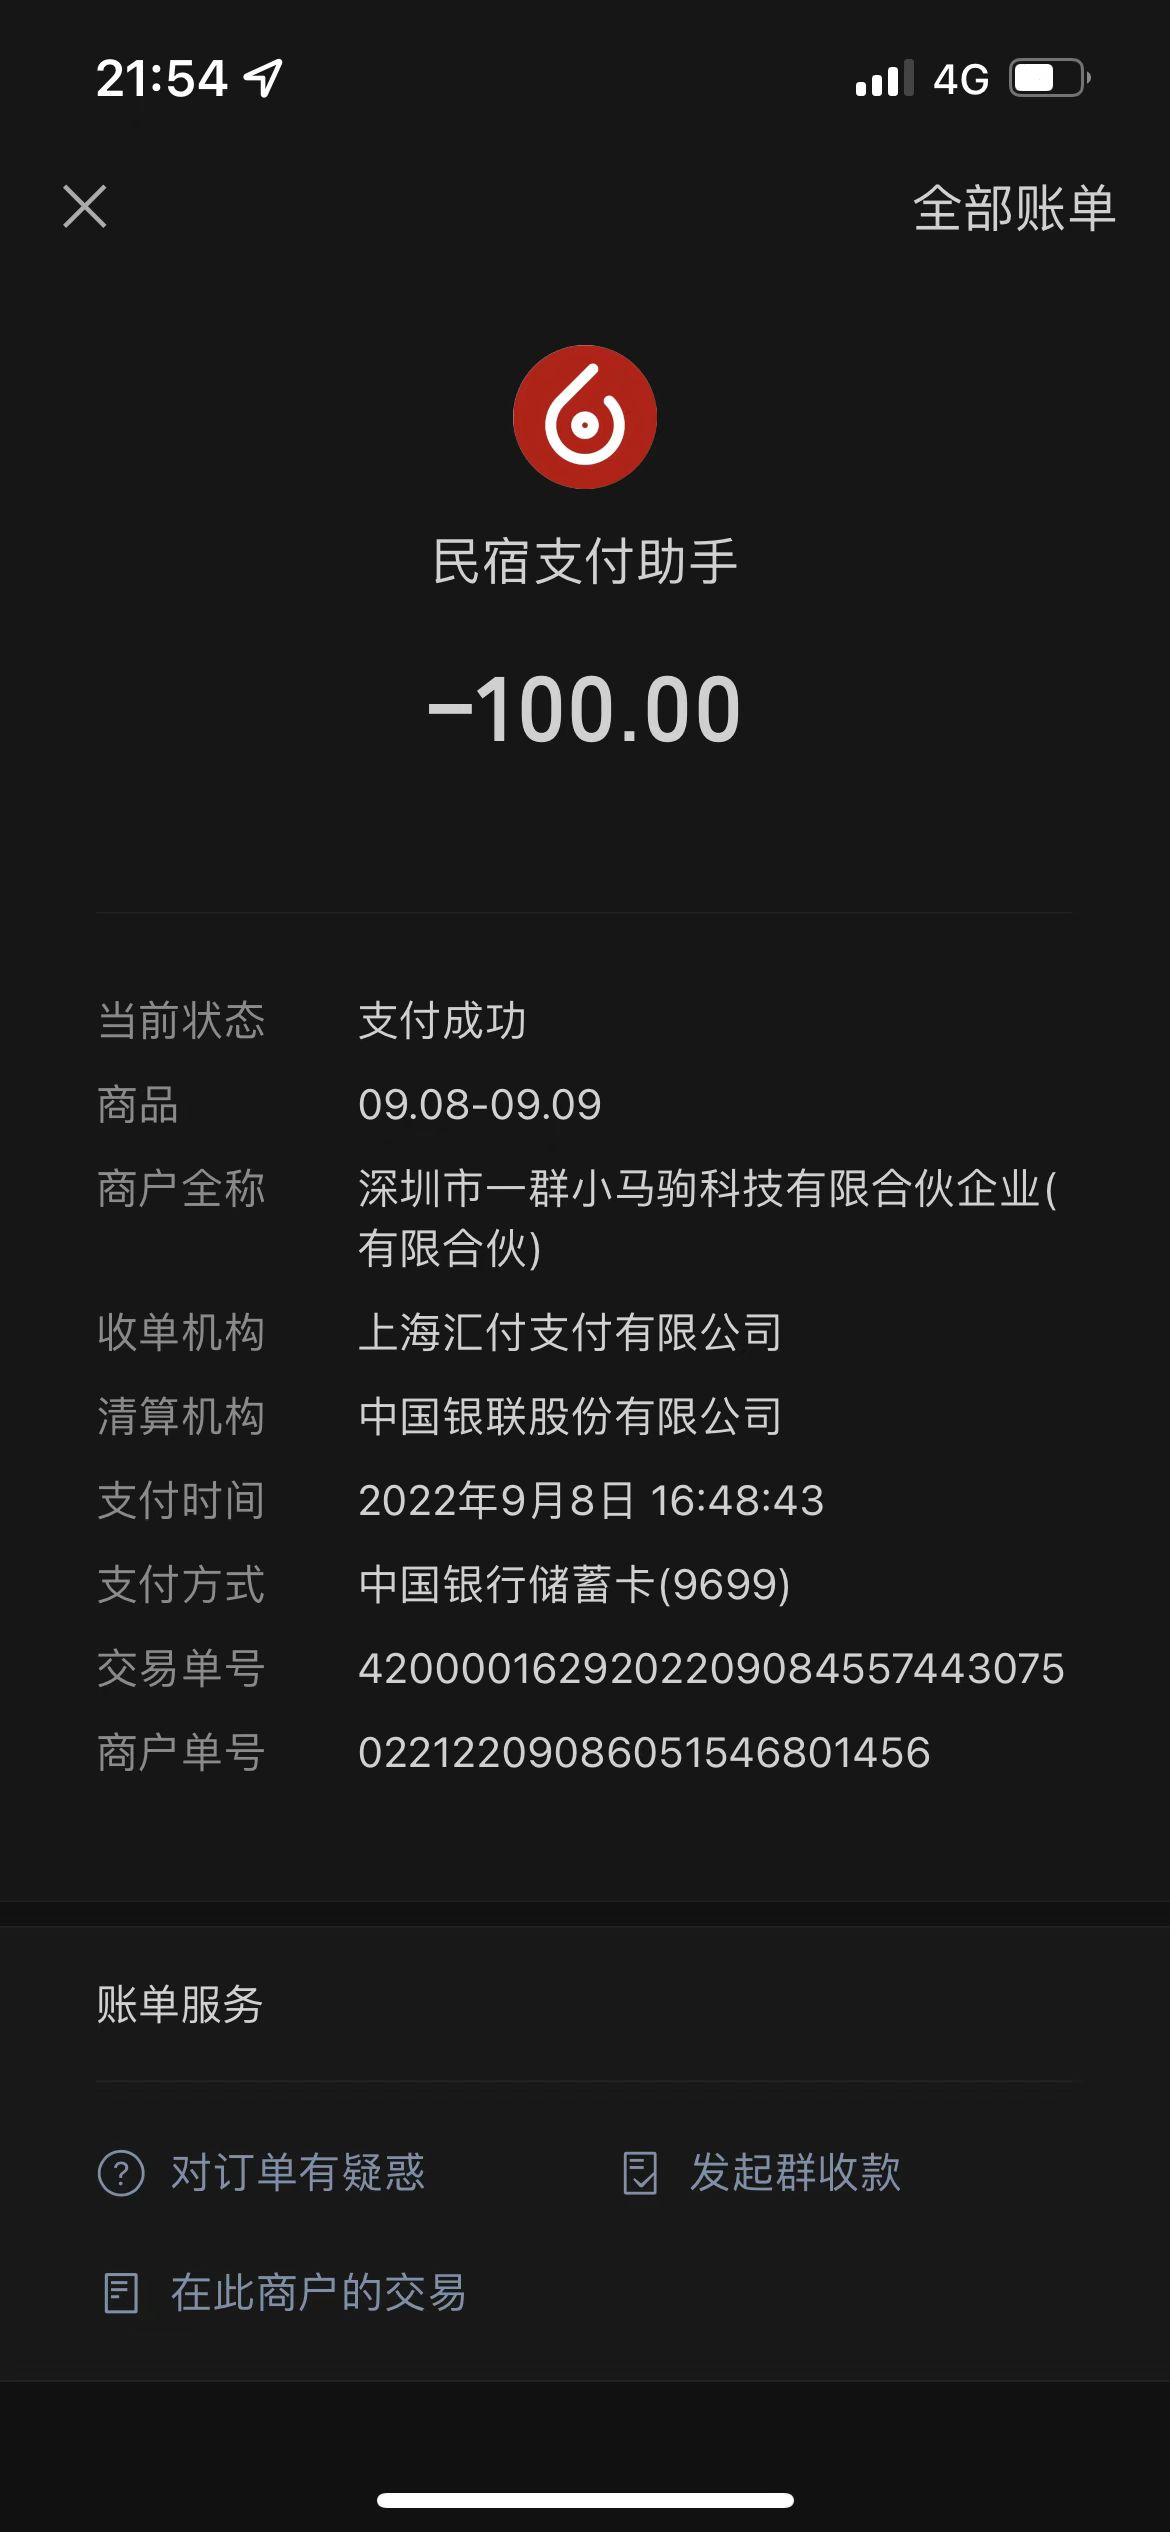 21:54 4G
全部账单
民宿支付助手
-100.00
当前状态 支付成功
商品 09.08-09.09
商户全称 深圳市一群小马驹科技有限合伙企业(
有限合伙)
收单机构 上海汇付支付有限公司
清算机构 中国银联股份有限公司
支付时间 2022年9月8日 16:48:43
支付方式 中国银行储蓄卡(9699)
交易单号 4200001629202209084557443075
商户单号 02212209086051546801456
账单服务
对订单有疑惑 发起群收款
在此商户的交易